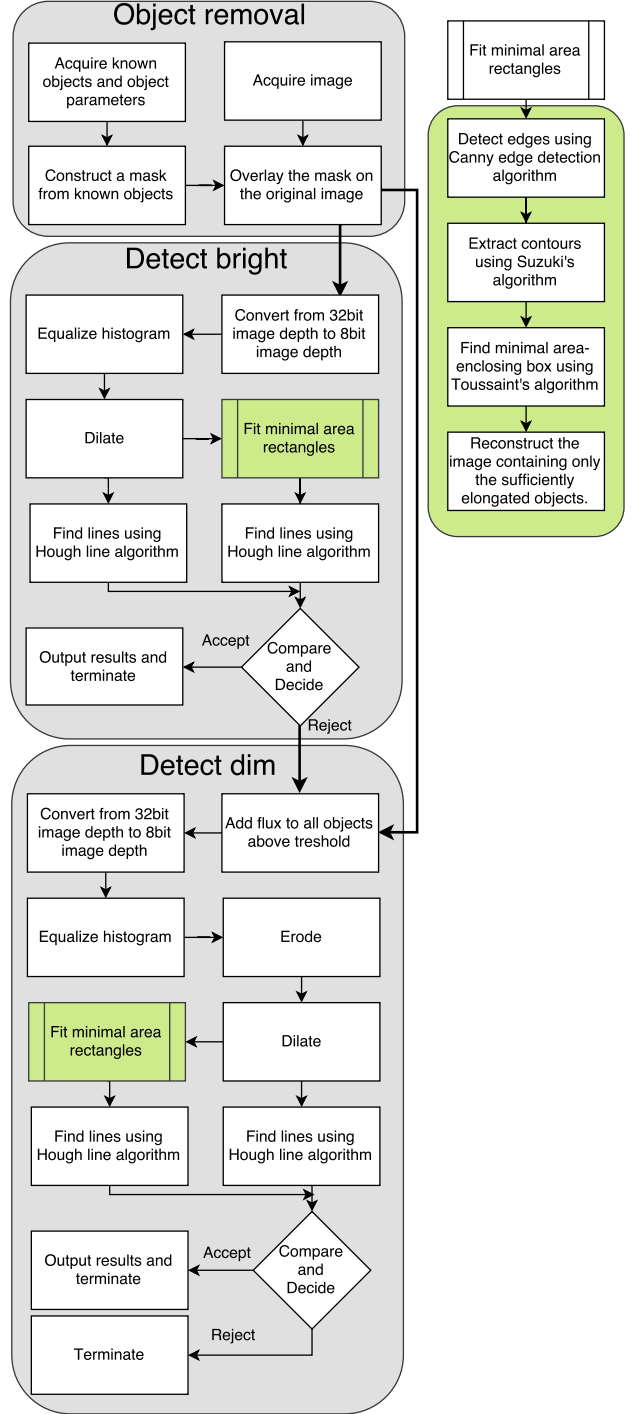 Object removal
Acquire known
objects and object
parameters
Acquire image
Construct a mask
from known objects
Overlay the mask on
the original image
Detect bright
Equalize histogram
Convert from 32bit
image depth to 8bit
image depth
Dilate
Fit minimal area
rectangles
Find lines using
Hough line algorithm
Find lines using
Hough line algorithm
Accept
Output results and
terminate
Compare
and
Decide
Reject
Detect dim
Convert from 32bit
image depth to 8bit
image depth
Add flux to all objects
above treshold
Equalize histogram
Erode
Fit minimal area
rectangles
Dilate
Find lines using
Hough line algorithm
Find lines using
Hough line algorithm
Output results and
terminate
Accept
Compare
and
Decide
Reject
Terminate
Fit minimal area
rectangles
Detect edges using
Canny edge detection
algorithm
Extract contours
using Suzuki's
algorithm
Find minimal area-
enclosing box using
Toussaint's algorithm
Reconstruct the
image containing only
the sufficiently
elongated objects.